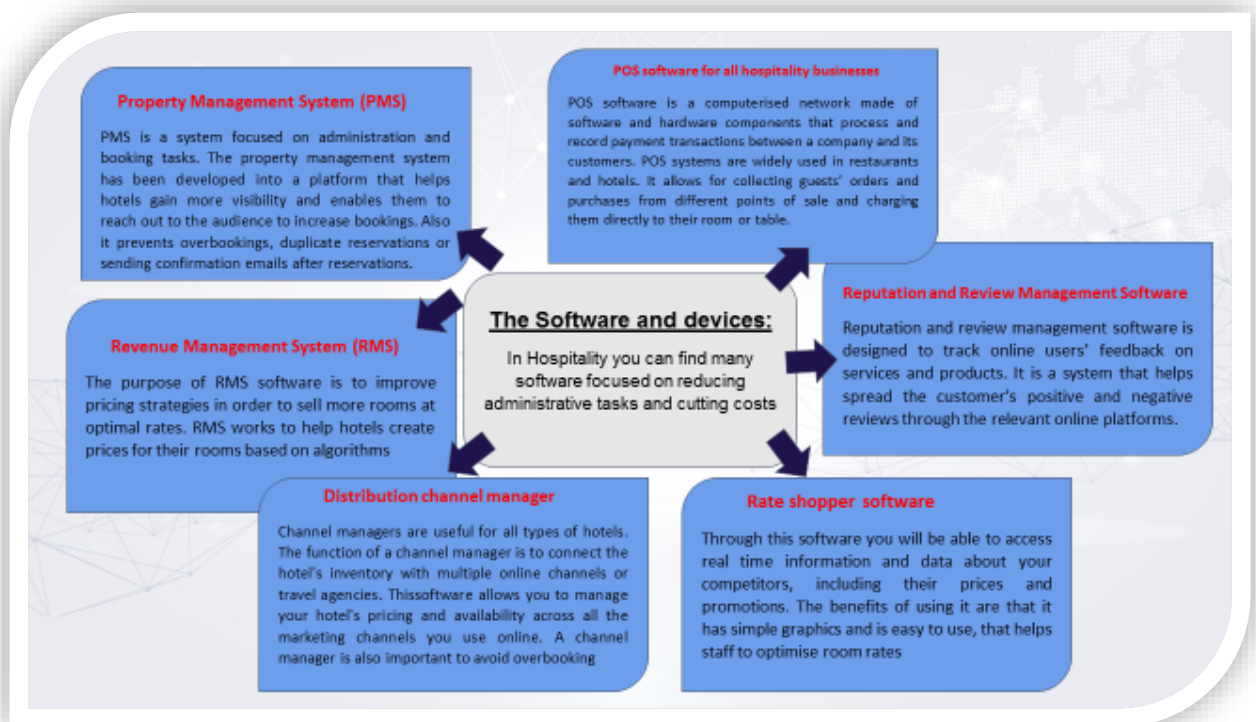 Property Management System (PMS)
PMS is a system focused on administration and
booking tasks. The property management system
has been developed into a platform that helps
hotels gain more visibility and enables them to
reach out to the audience to increase bookings. Also
it prevents overbookings, duplicate reservations or
sending confirmation emails after reservations.
POS software for all hospitality businesses
POS software is a computerised network made of
software and hardware components that process and
record payment transactions between a company and its
customers. POS systems are widely used in restaurants
and hotels. It allows for collecting guests' orders and
purchases from different points of sale and charging
them directly to their room or table.
The Software and devices:
In Hospitality you can find many
software focused on reducing
administrative tasks and cutting costs
Reputation and Review Management Software
Reputation and review management software is
designed to track online users' feedback on
services and products. It is a system that helps
spread the customer's positive and negative
reviews through the relevant online platforms.
Revenue Management System (RMS)
The purpose of RMS software is to improve
pricing strategies in order to sell more rooms at
optimal rates. RMS works to help hotels create
prices for their rooms based on algorithms
Distribution channel manager
Channel managers are useful for all types of hotels.
The function of a channel manager is to connect the
hotel's inventory with multiple online channels or
travel agencies. Thissoftware allows you to manage
your hotel's pricing and availability across all the
marketing channels you use online. A channel
manager is also important to avoid overbooking
Rate shopper software
Through this software you will be able to access
real time information and data about your
competitors, including their prices and
promotions. The benefits of using it are that it
has simple graphics and is easy to use, that helps
staff to optimise room rates